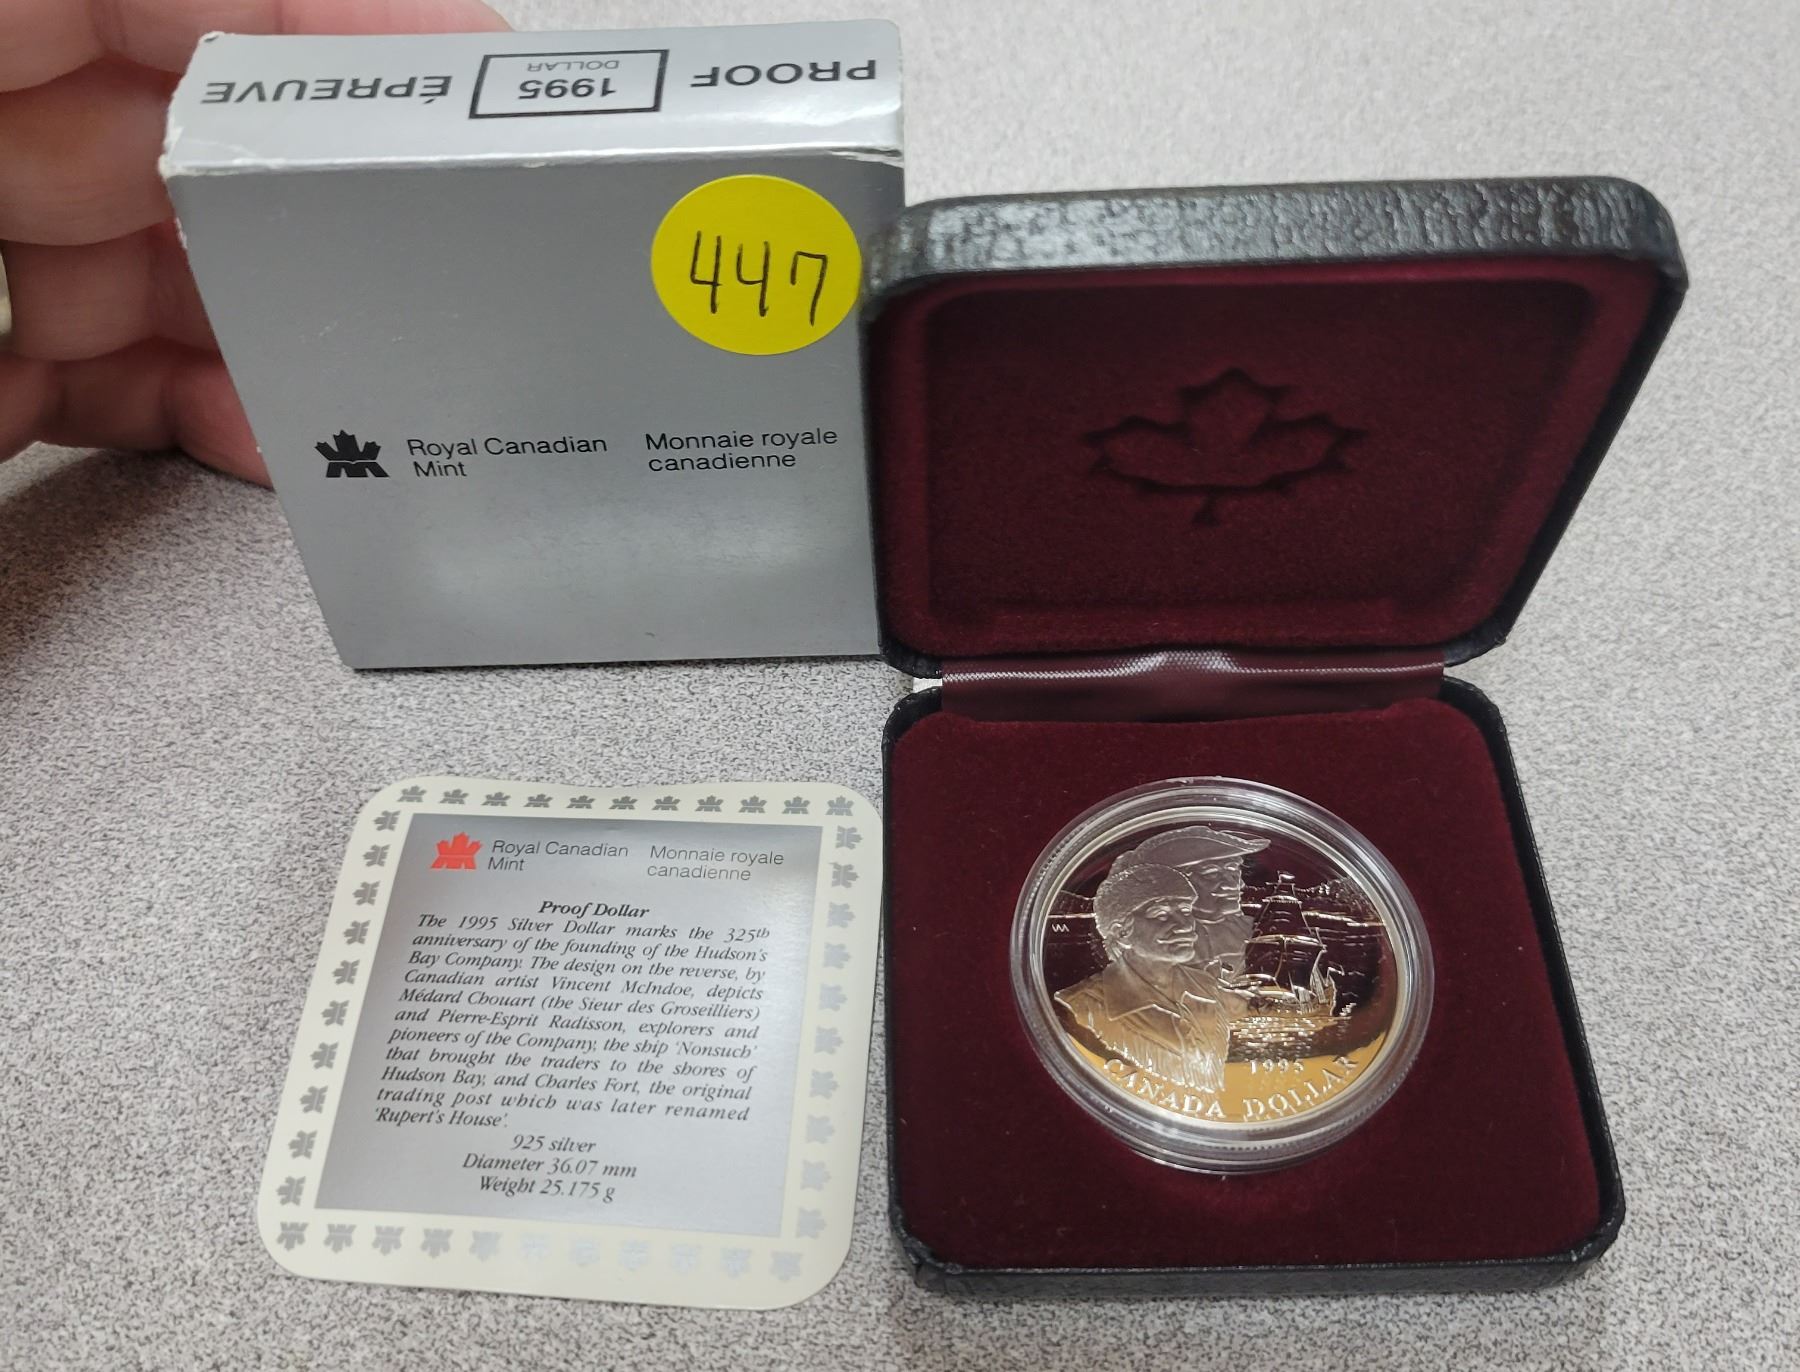 PROOF
1995
DOLLAR
ÉPREUVE
447
Royal Canadian
Mint
Monnaie royale
canadienne
Royal Canadian
Mint
Monnaie royale
canadienne
Proof Dollar
The 1995 Silver Dollar marks the 325th
anniversary of the founding of the Hudson's
Bay Company. The design on the reverse, by
Canadian artist Vincent McIndoe, depicts
Médard Chouart (the Sieur des Groseilliers)
and Pierre-Esprit Radisson, explorers and
pioneers of the Company, the ship 'Nonsuch'
that brought the traders to the shores of
Hudson Bay, and Charles Fort, the original
trading post which was later renamed
'Rupert's House'.
925 silver
Diameter 36.07 mm
Weight 25.175 g
1995
CANADA DOLLAR